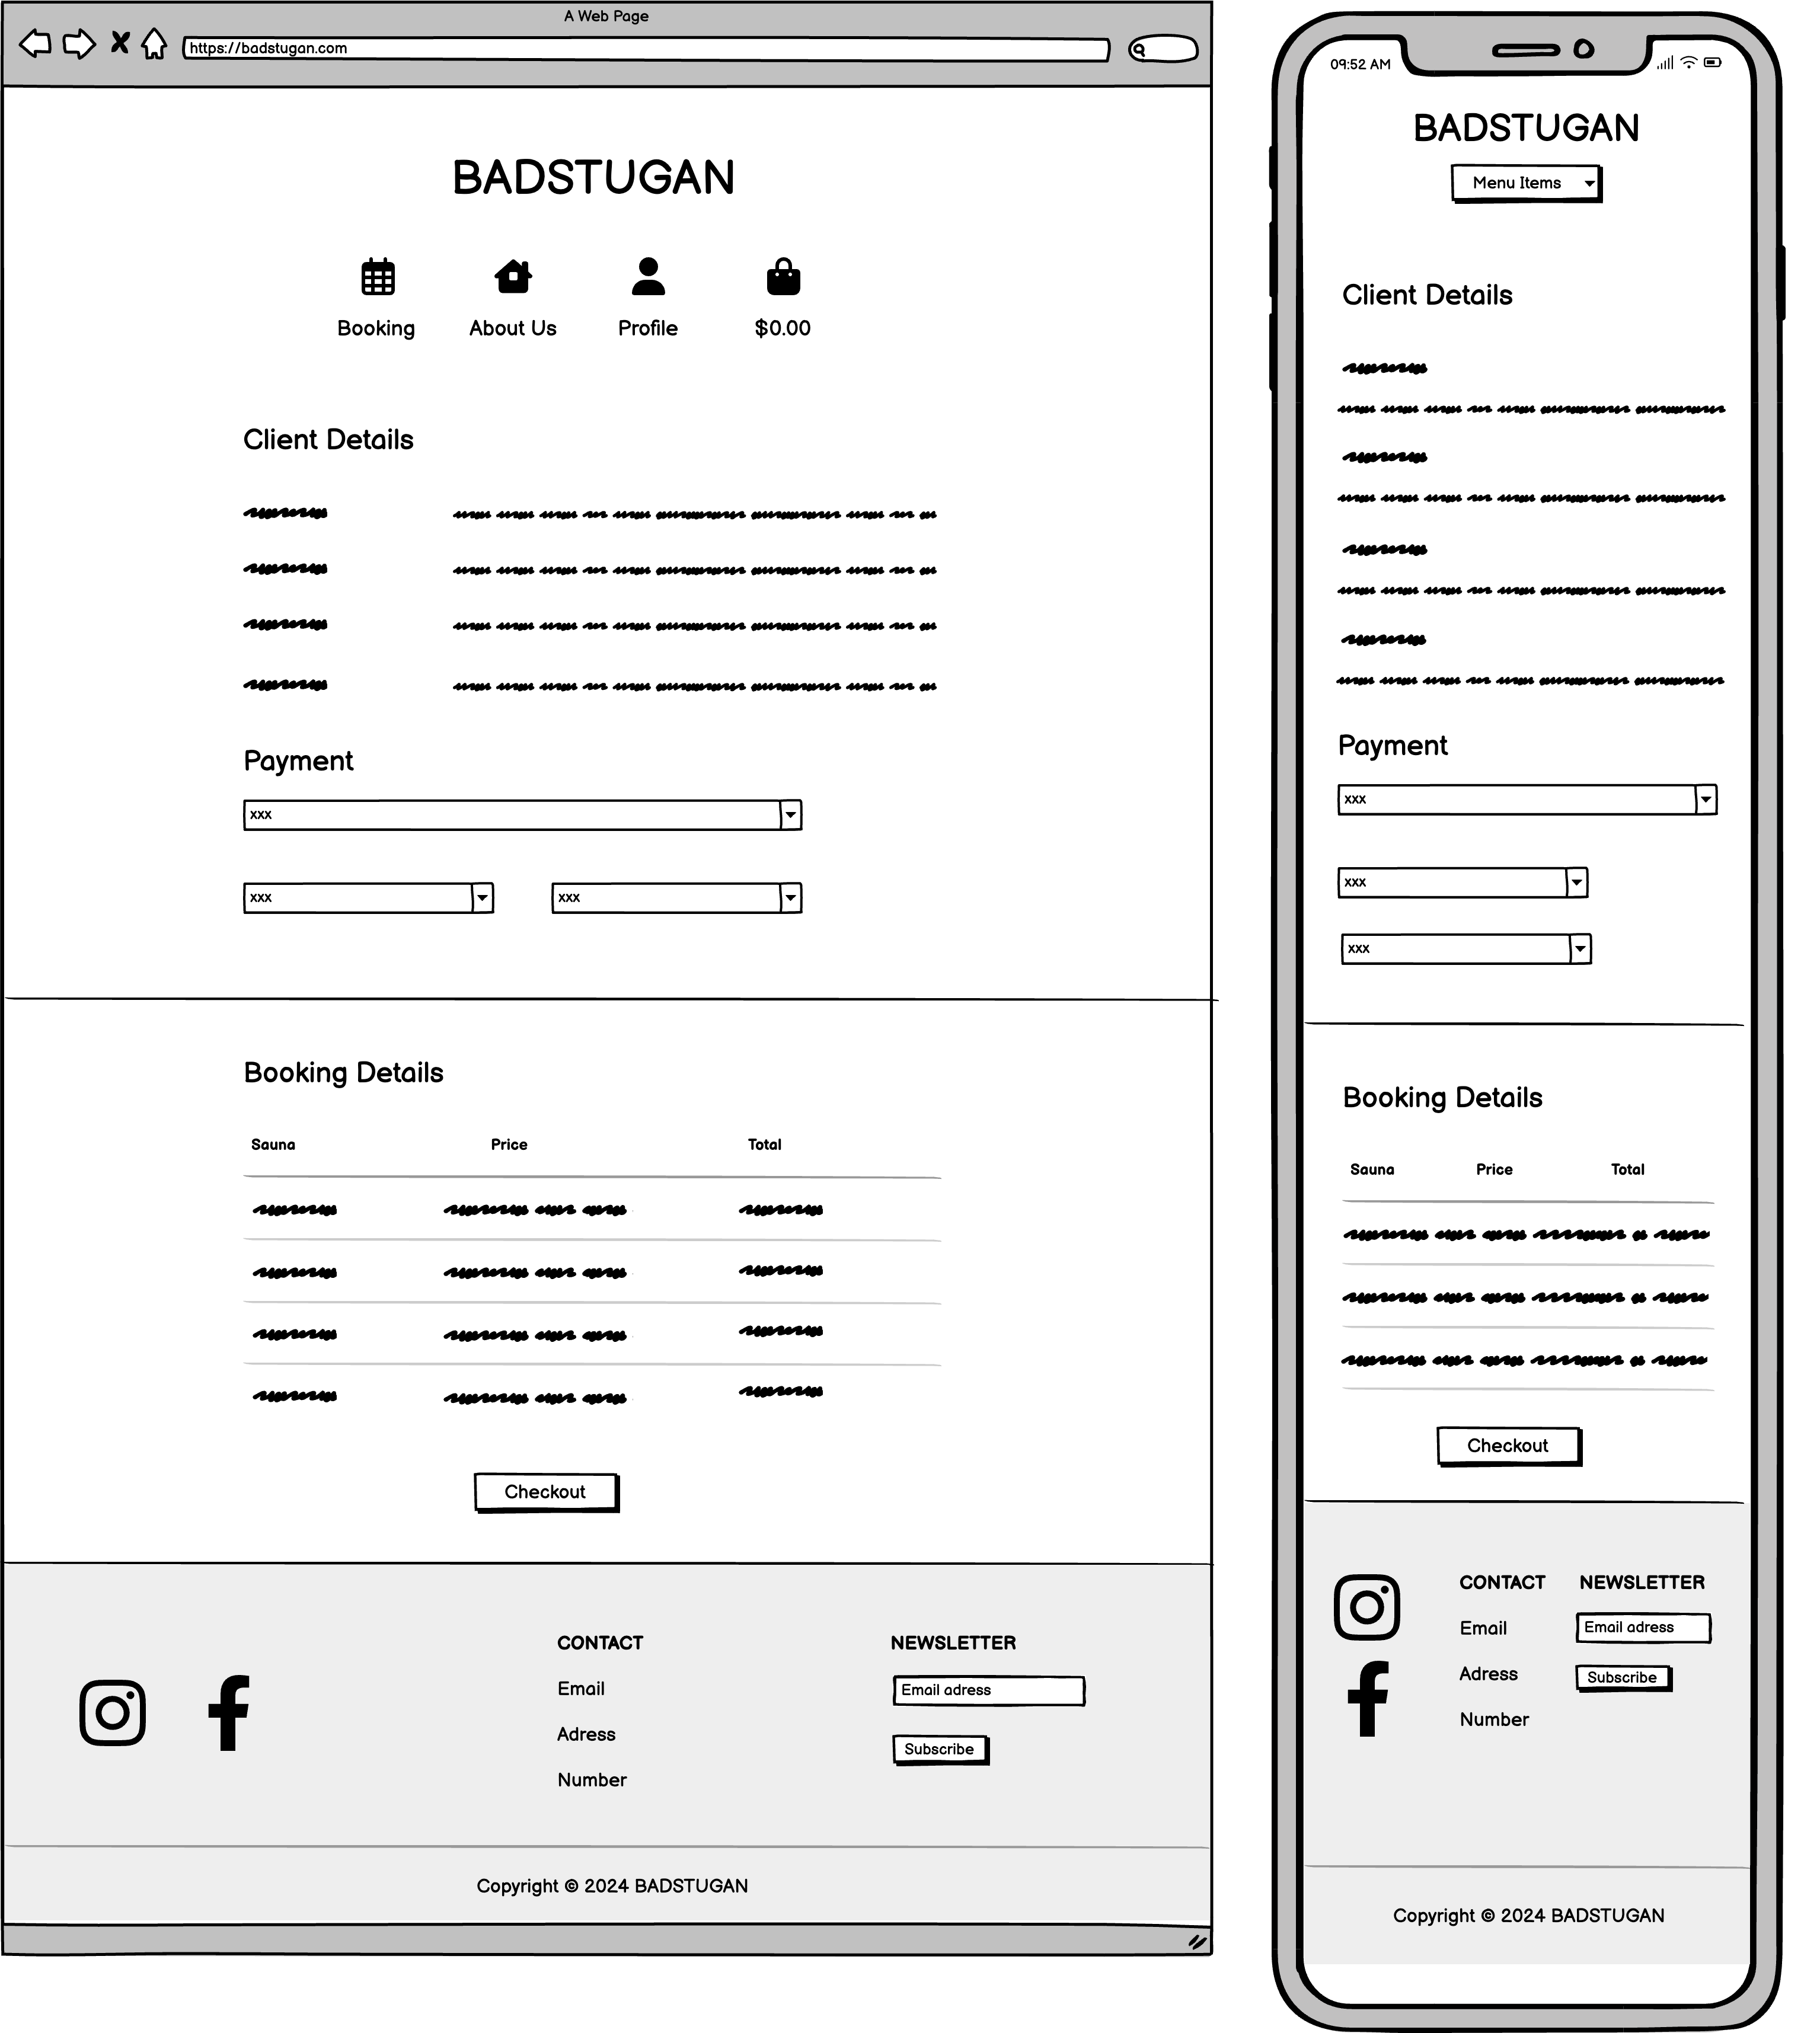 A Web Page
https://badstugan.com
BADSTUGAN
Booking About Us Profile $0.00
Client Details
Payment
xxx
xxx xxx
Booking Details
Sauna Price Total
Checkout
CONTACT
Email
Adress
Number
NEWSLETTER
Email adress
Subscribe
Copyright © 2024 BADSTUGAN
09:52 AM
BADSTUGAN
Menu Items
Client Details
Payment
xxx
xxx
xxx
Booking Details
Sauna Price Total
Checkout
CONTACT
Email
Adress
Number
NEWSLETTER
Email adress
Subscribe
Copyright © 2024 BADSTUGAN